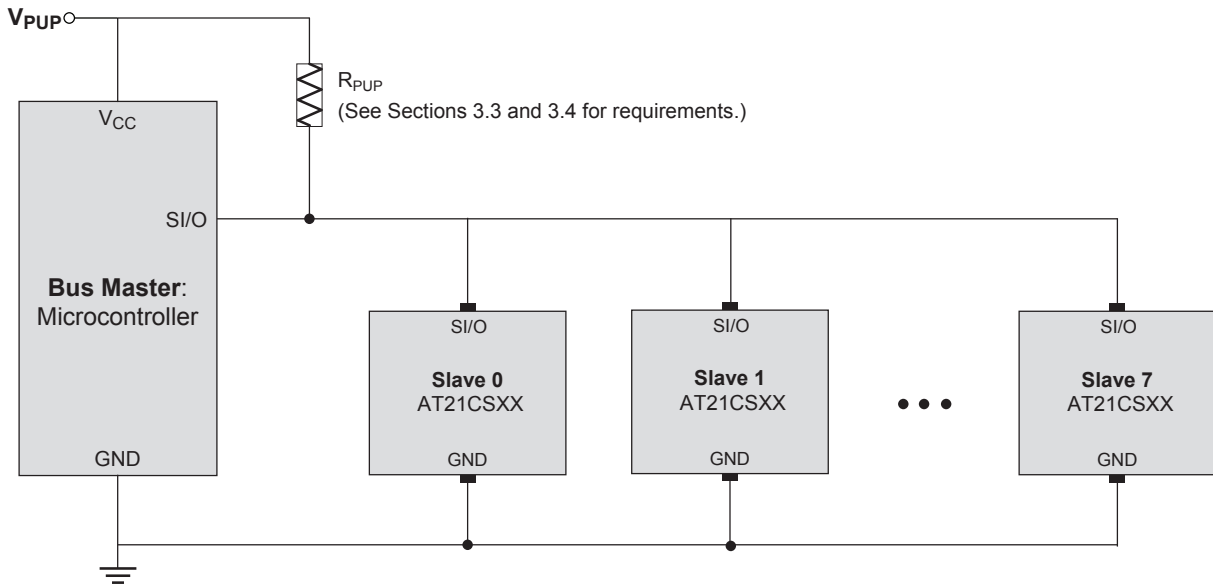 VPUP
RPUP
(See Sections 3.3 and 3.4 for requirements.)
VCC
SI/O
Bus Master:
Microcontroller
GND
SI/O
Slave 0
AT21CSXX
GND
SI/O
Slave 1
AT21CSXX
GND
SI/O
Slave 7
AT21CSXX
GND